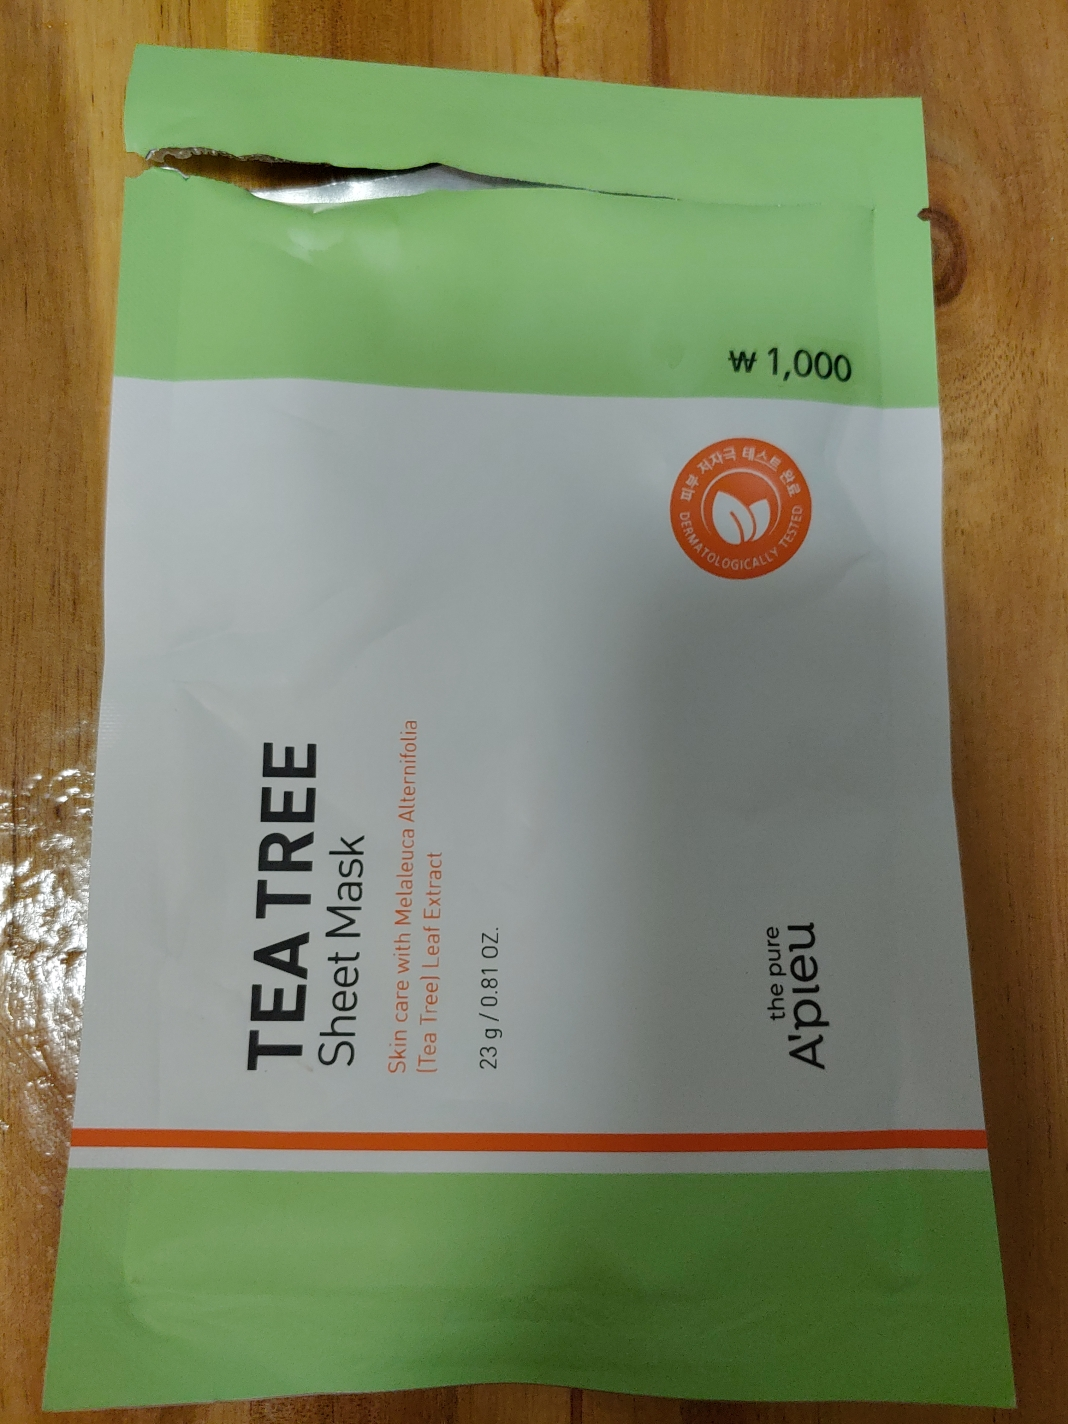 ₩ 1,000
피부 저자극 테스트 완료
DERMATOLOGICALLY TESTED
TEA TREE
Sheet Mask
Skin care with Melaleuca Alternifolia
(Tea Tree) Leaf Extract
23 g / 0.81 OZ.
the pure
A'pieu